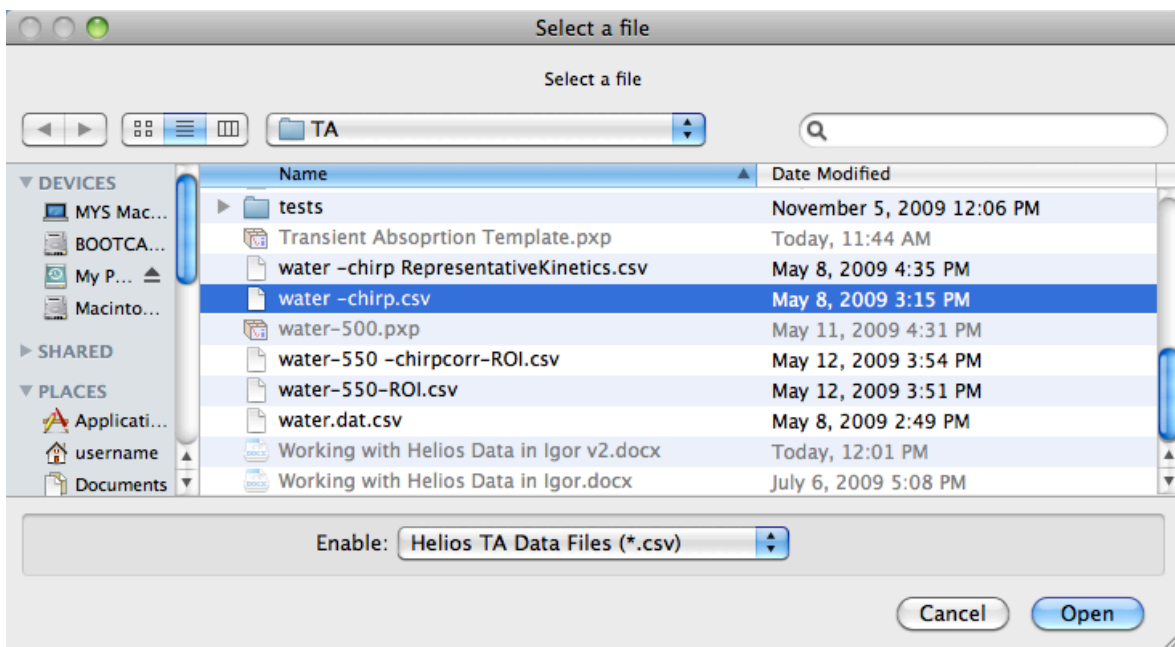 Select a file
Select a file
TA
Name Date Modified
DEVICES
MYS Mac...
BOOTCA...
My P...
Macinto...
SHARED
PLACES
Applicati...
username
Documents
tests November 5, 2009 12:06 PM
Transient Absoprtion Template.pxp Today, 11:44 AM
water -chirp RepresentativeKinetics.csv May 8, 2009 4:35 PM
water -chirp.csv May 8, 2009 3:15 PM
water-500.pxp May 11, 2009 4:31 PM
water-550 -chirpcorr-ROI.csv May 12, 2009 3:54 PM
water-550-ROI.csv May 12, 2009 3:51 PM
water.dat.csv May 8, 2009 2:49 PM
Working with Helios Data in Igor v2.docx Today, 12:01 PM
Working with Helios Data in Igor.docx July 6, 2009 5:08 PM
Enable: Helios TA Data Files (*.csv)
Cancel Open